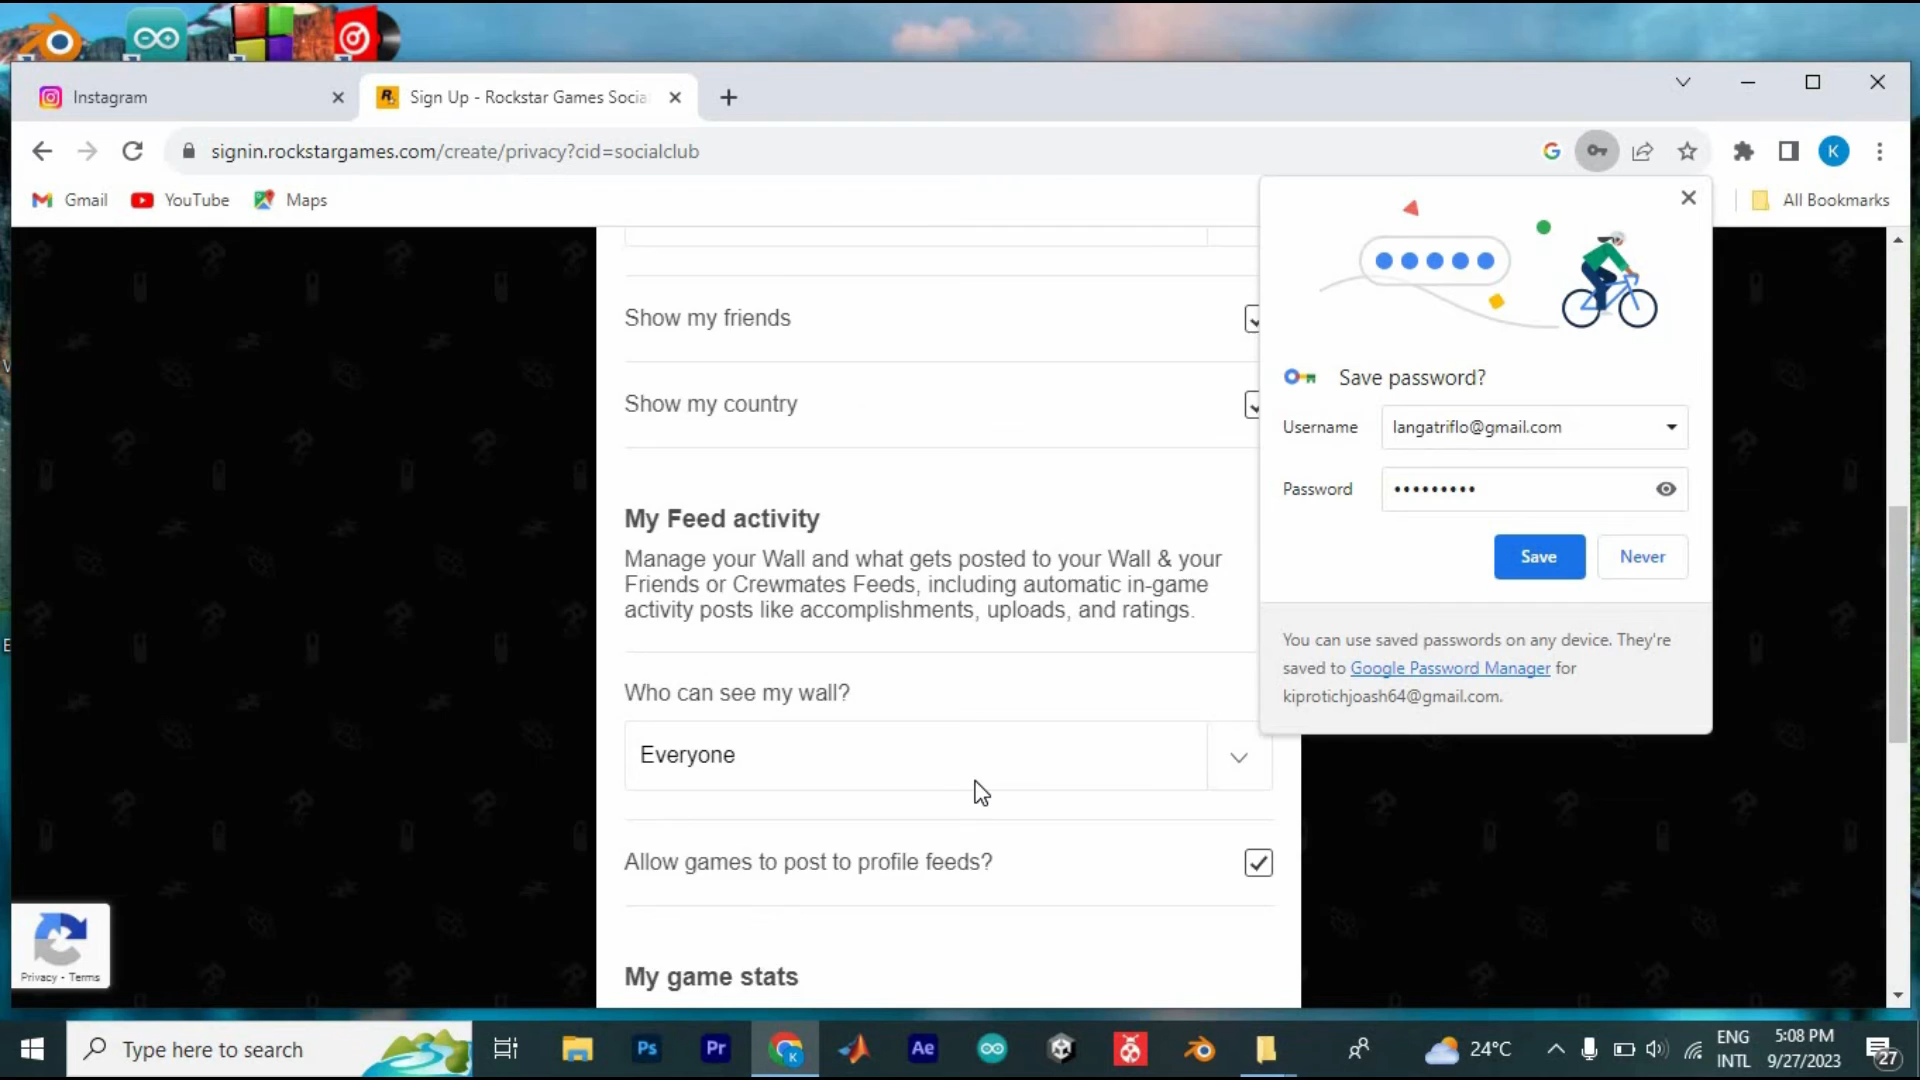 Instagram
Sign Up - Rockstar Games Socia
signin.rockstargames.com/create/privacy?cid=socialclub
G
K
Gmail
YouTube
Maps
All Bookmarks
Show my friends
Show my country
My Feed activity
Manage your Wall and what gets posted to your Wall & your
Friends or Crewmates Feeds, including automatic in-game
activity posts like accomplishments, uploads, and ratings.
Who can see my wall?
Everyone
Allow games to post to profile feeds?
My game stats
Save password?
Username
langatriflo@gmail.com
Password
•••••••••
Save
Never
You can use saved passwords on any device. They're
saved to Google Password Manager for
kiprotichjoash64@gmail.com.
Privacy - Terms
Type here to search
Ps
Pr
K
Ae
24°C
ENG
INTL
5:08 PM
9/27/2023
27